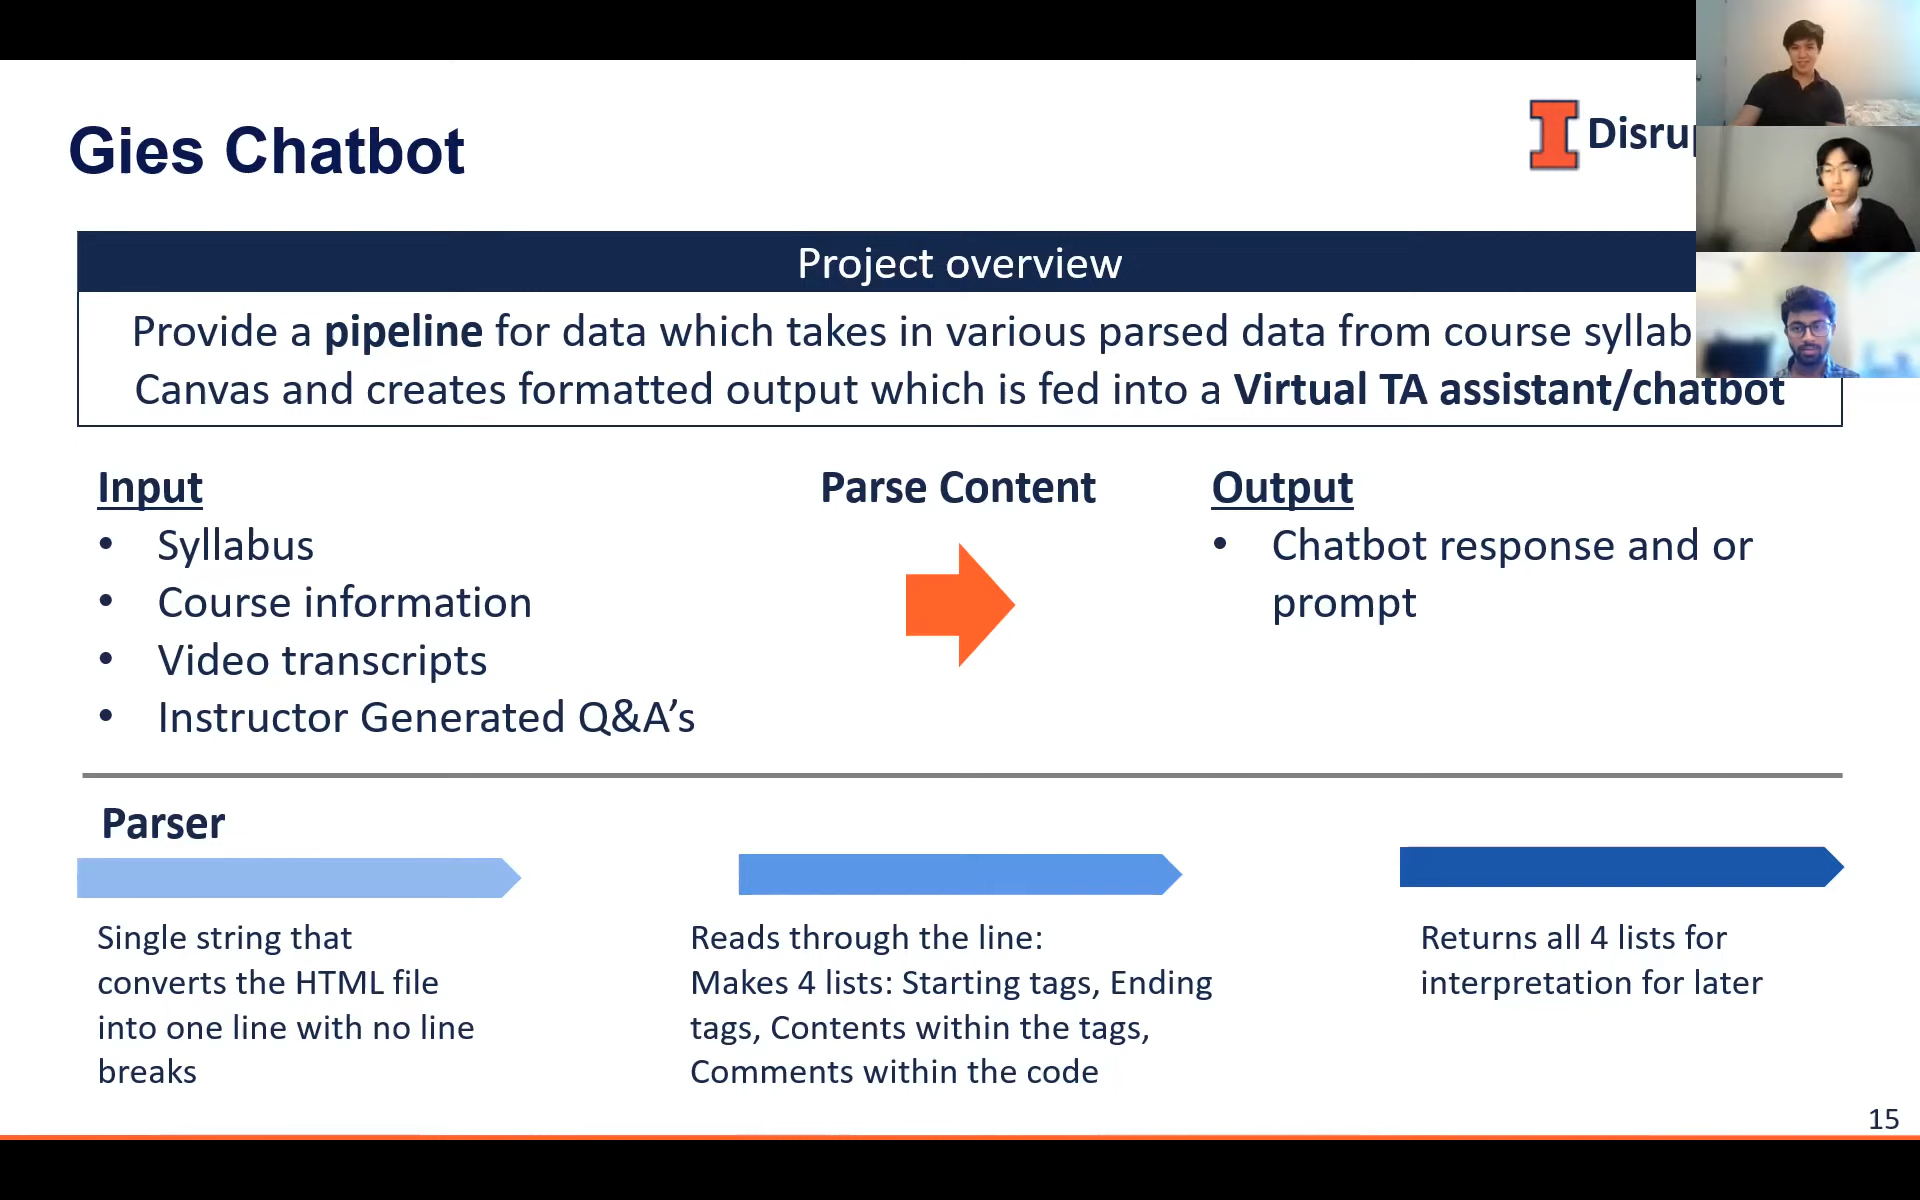 Gies Chatbot
Project overview
Provide a pipeline for data which takes in various parsed data from course
Canvas and creates formatted output which is fed into a Virtual TA assistant/chatbot
Input
• Syllabus
• Course information
• Video transcripts
• Instructor Generated Q&A’s
Parse Content
Output
• Chatbot response and or
prompt
Parser
Single string that
converts the HTML file
into one line with no line
breaks
Reads through the line:
Makes 4 lists: Starting tags, Ending
tags, Contents within the tags,
Comments within the code
Returns all 4 lists for
interpretation for later
15